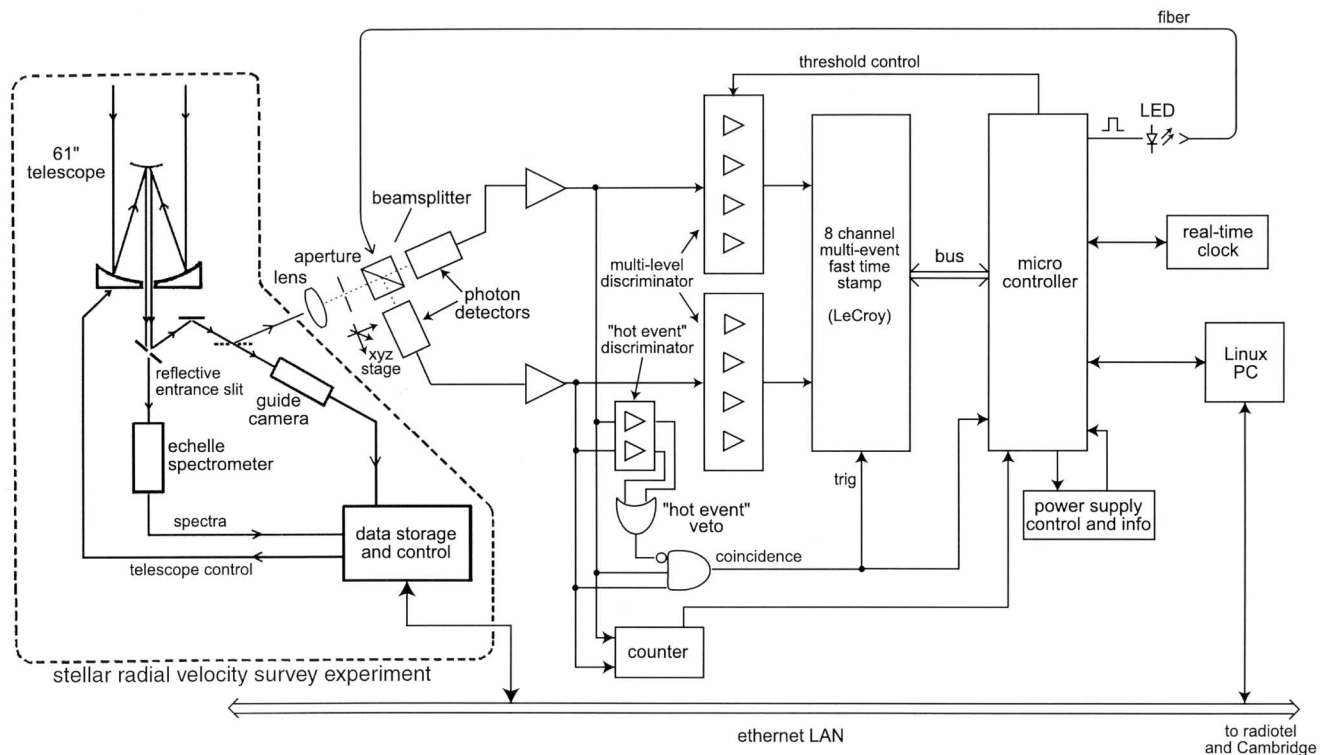 fiber
threshold control
LED
61"
telescope
beamsplitter
aperture
lens
photon
detectors
xyz
stage
multi-level
discriminator
"hot event"
discriminator
8 channel
multi-event
fast time
stamp
(LeCroy)
bus
micro
controller
real-time
clock
Linux
PC
reflective
entrance slit
guide
camera
echelle
spectrometer
spectra
telescope control
data storage
and control
"hot event"
veto
trig
coincidence
power supply
control and info
counter
stellar radial velocity survey experiment
ethernet LAN
to radiotel
and Cambridge